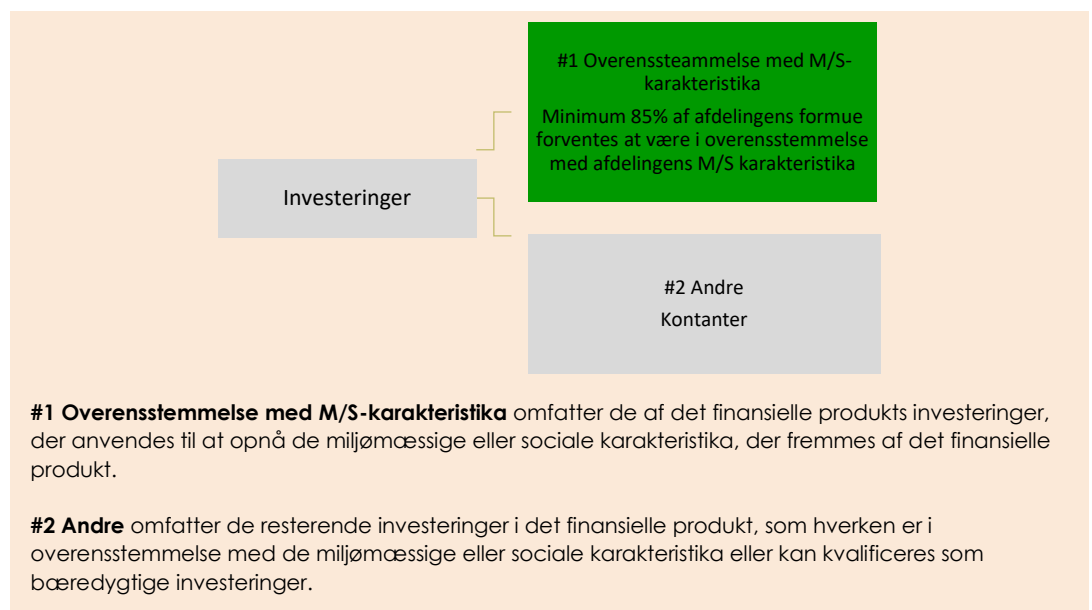 #1 Overenssteammelse med M/S-
karakteristika
Minimum 85% af afdelingens formue
forventes at være i overensstemmelse
med afdelingens M/S karakteristika
Investeringer
#2 Andre
Kontanter
#1 Overensstemmelse med M/S-karakteristika omfatter de af det finansielle produkts investeringer,
der anvendes til at opnå de miljømæssige eller sociale karakteristika, der fremmes af det finansielle
produkt.
#2 Andre omfatter de resterende investeringer i det finansielle produkt, som hverken er i
overensstemmelse med de miljømæssige eller sociale karakteristika eller kan kvalificeres som
bæredygtige investeringer.